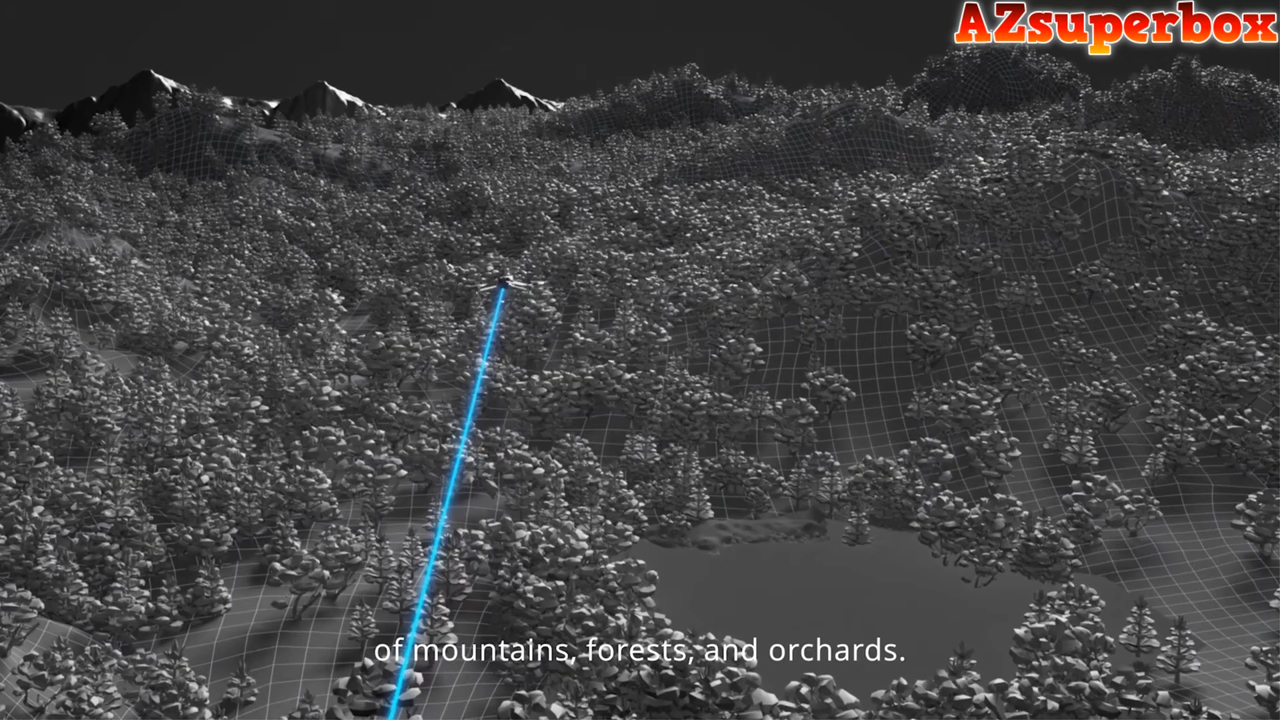 AZsuperbox
of mountains, forests, and orchards.